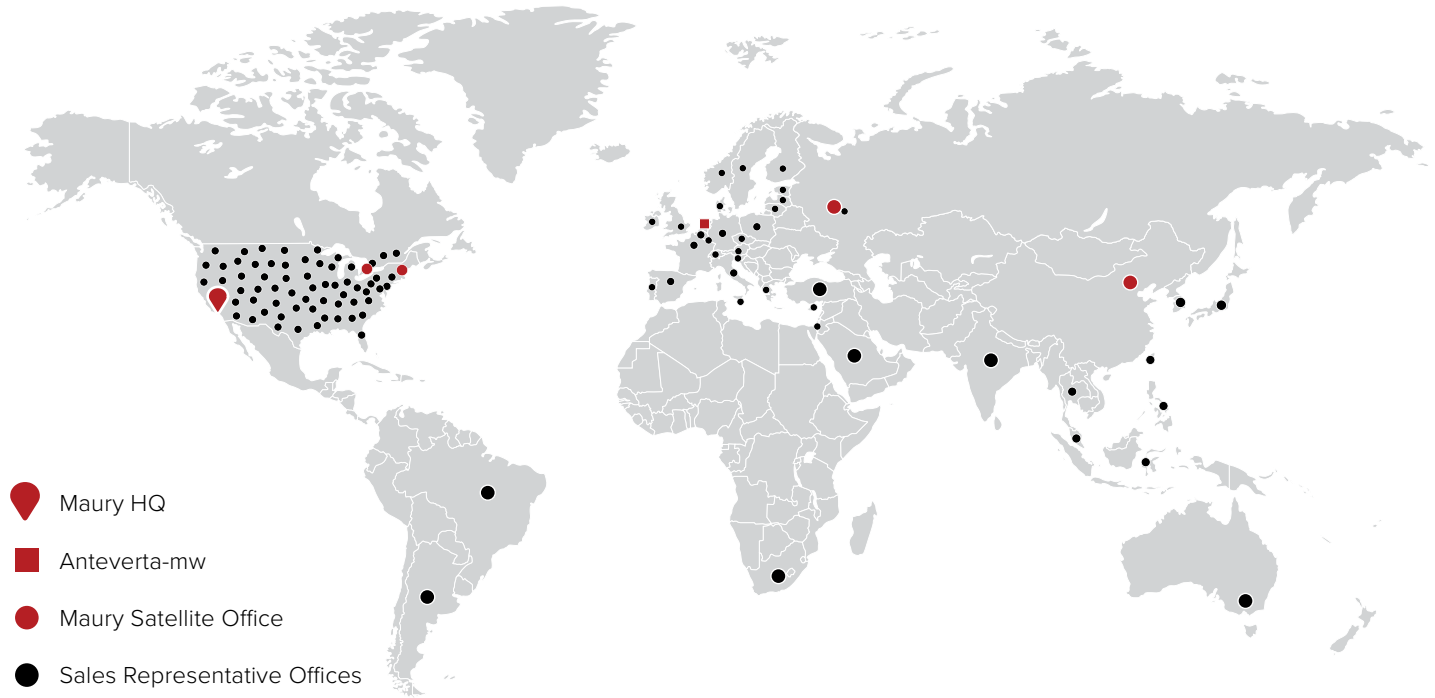 Maury HQ
Anteverta-mw
Maury Satellite Office
Sales Representative Offices